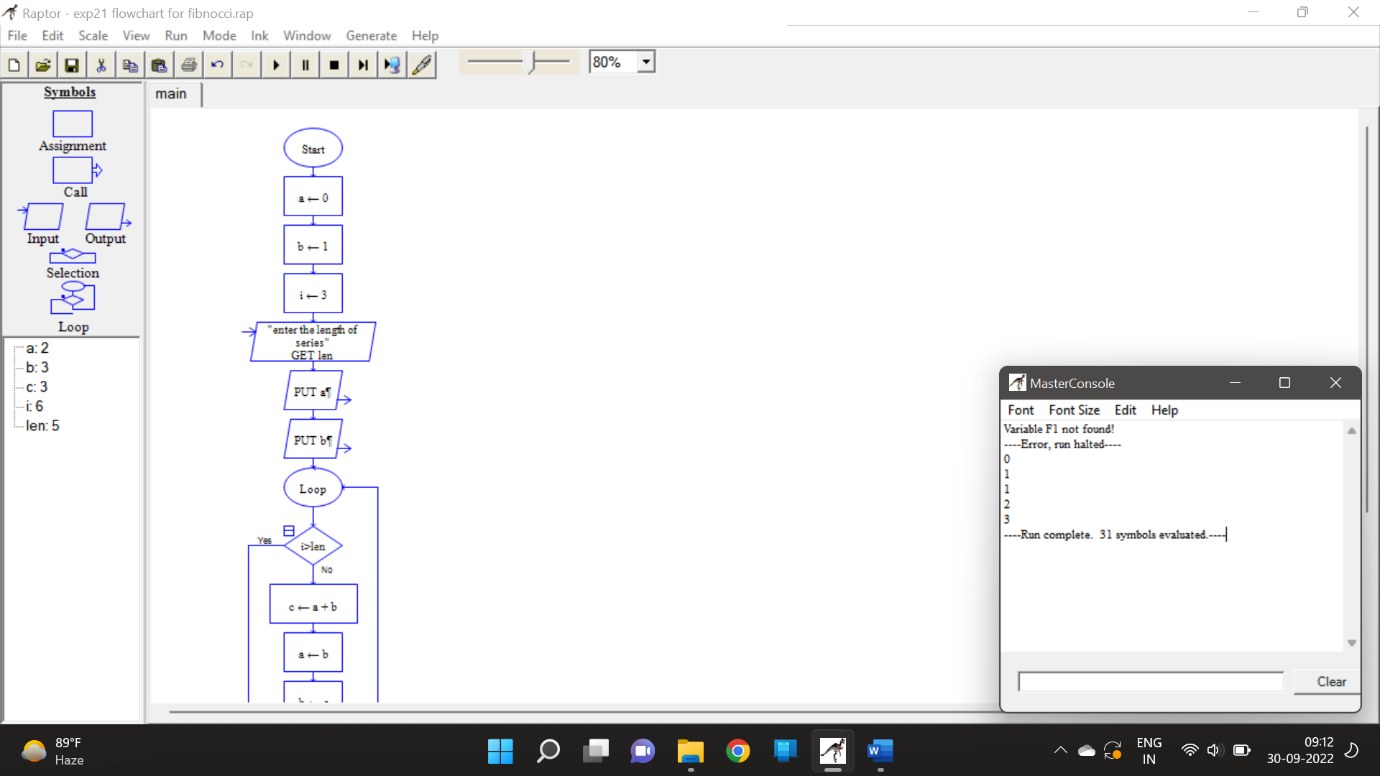 Raptor - exp21 flowchart for fibnocci.rap
File Edit Scale View Run Mode Ink Window Generate Help
80%
Symbols
Assignment
Call
Input Output
Selection
Loop
a: 2
b: 3
c: 3
i: 6
len: 5
main
Start
a ← 0
b ← 1
i ← 3
"enter the length of
series"
GET len
PUT a¶
PUT b¶
Loop
Yes
i>len
No
c ← a + b
a ← b
MasterConsole
Font Font Size Edit Help
Variable F1 not found!
----Error, run halted----
0
1
1
2
3
----Run complete. 31 symbols evaluated.----
Clear
89°F
Haze
ENG
IN
09:12
30-09-2022